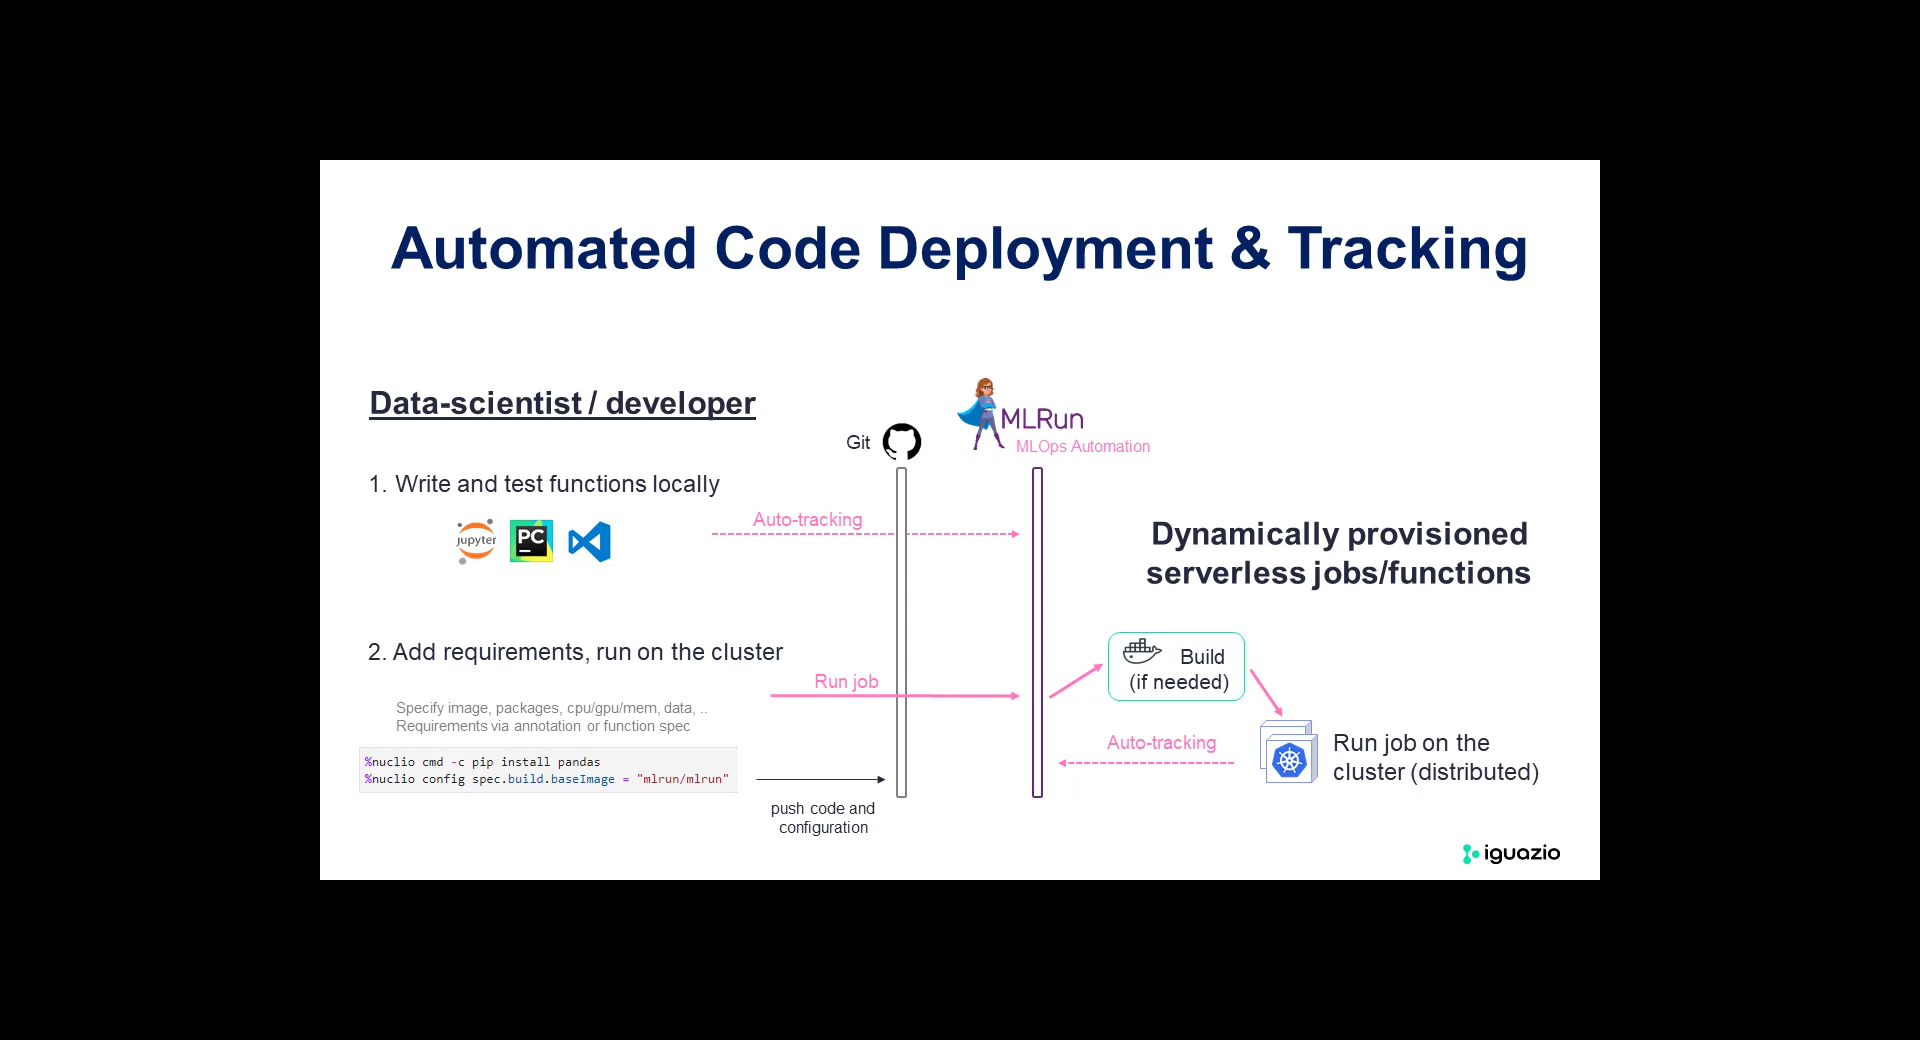 Automated Code Deployment & Tracking
Data-scientist / developer
Git
MLRun
MLOps Automation
1. Write and test functions locally
jupyter
PC
Auto-tracking
Dynamically provisioned
serverless jobs/functions
2. Add requirements, run on the cluster
Run job
Build
(if needed)
Specify image, packages, cpu/gpu/mem, data, ..
Requirements via annotation or function spec
Auto-tracking
Run job on the
cluster (distributed)
%nuclio cmd -c pip install pandas
%nuclio config spec.build.baseImage = "mlrun/mlrun"
push code and
configuration
iguazio